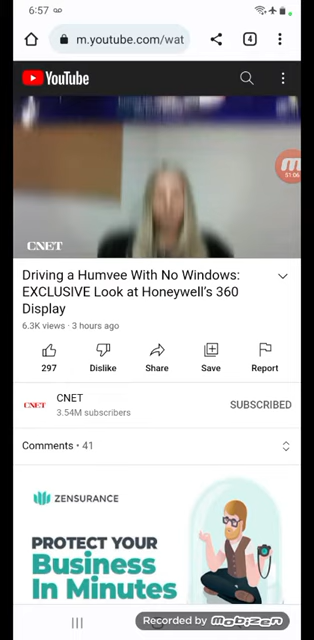 6:57
4
m.youtube.com/wat
YouTube
51:06
CNET
Driving a Humvee With No Windows:
EXCLUSIVE Look at Honeywell's 360
Display
6.3K views · 3 hours ago
297
Dislike
Share
Save
Report
CNET
CNET
3.54M subscribers
SUBSCRIBED
Comments • 41
ZENSURANCE
PROTECT YOUR
Business
In Minutes
Recorded by mobizen